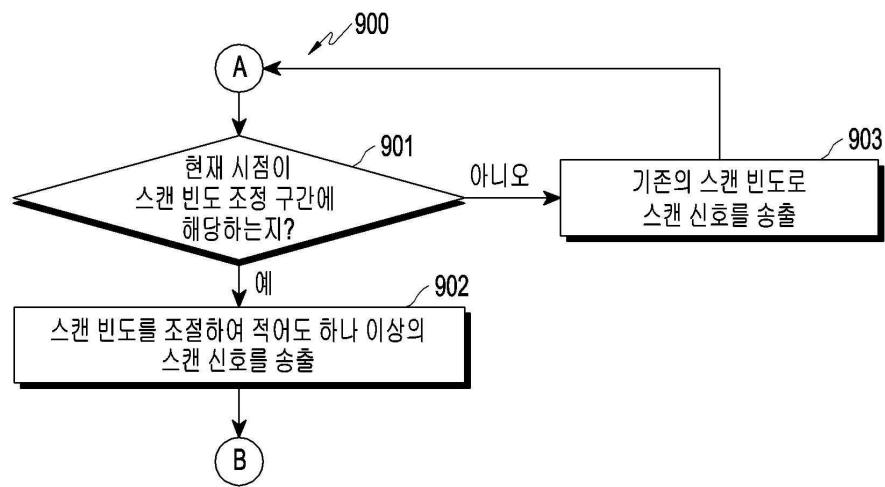 900
A
901
현재 시점이
스캔 빈도 조정 구간에
해당하는지?
아니오
903
기존의 스캔 빈도로
스캔 신호를 송출
예
902
스캔 빈도를 조절하여 적어도 하나 이상의
스캔 신호를 송출
B